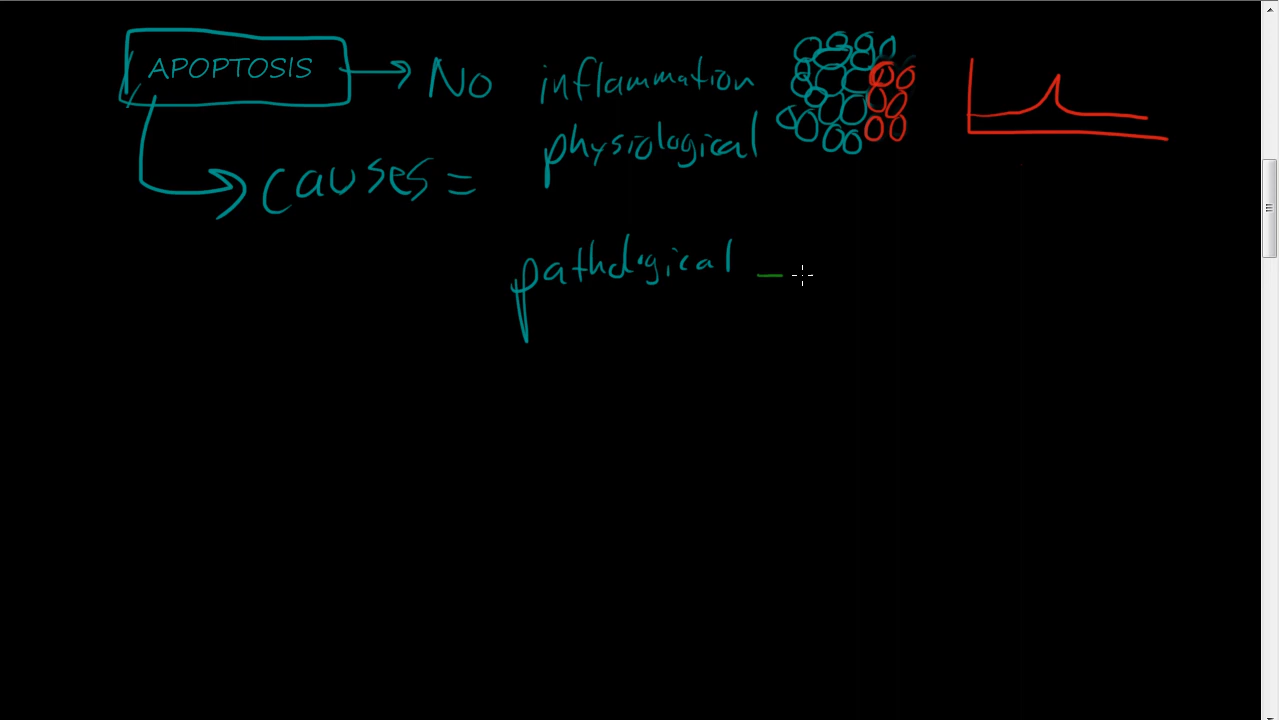 APOPTOSIS → No inflammation
physiological
causes =
pathological –